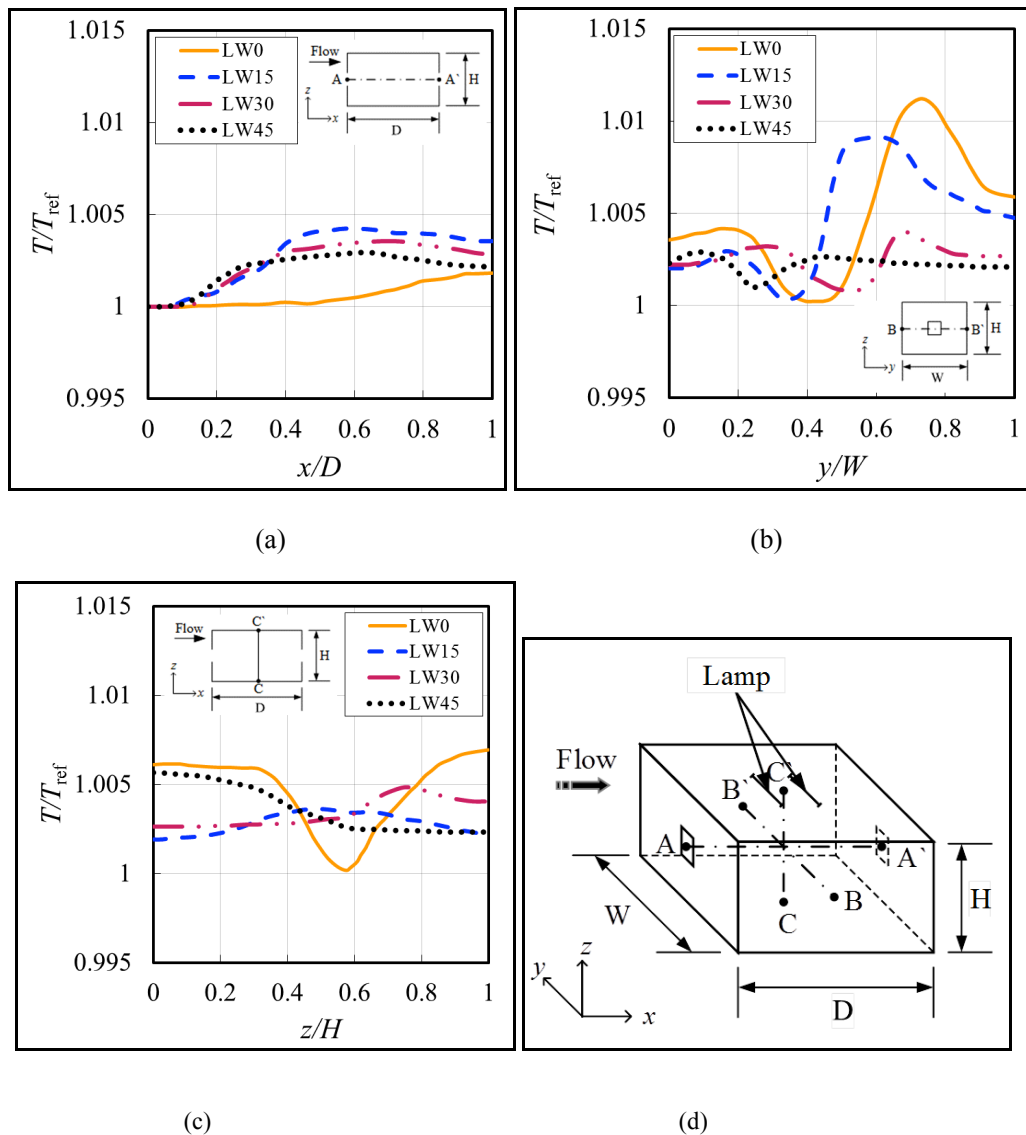 1.015
1.01
1.005
1
0.995
T/Tref
0 0.2 0.4 0.6 0.8 1
x/D
LW0
LW15
LW30
LW45
Flow
A A` H
z
x
D
(a)
1.015
1.01
1.005
1
0.995
T/Tref
0 0.2 0.4 0.6 0.8 1
y/W
LW0
LW15
LW30
LW45
B B` H
z
y
W
(b)
1.015
1.01
1.005
1
0.995
T/Tref
0 0.2 0.4 0.6 0.8 1
z/H
Flow
C`
H
z
C
x
D
LW0
LW15
LW30
LW45
(c)
Lamp
Flow
B` C`
A A`
W C B H
z
y
x
D
(d)